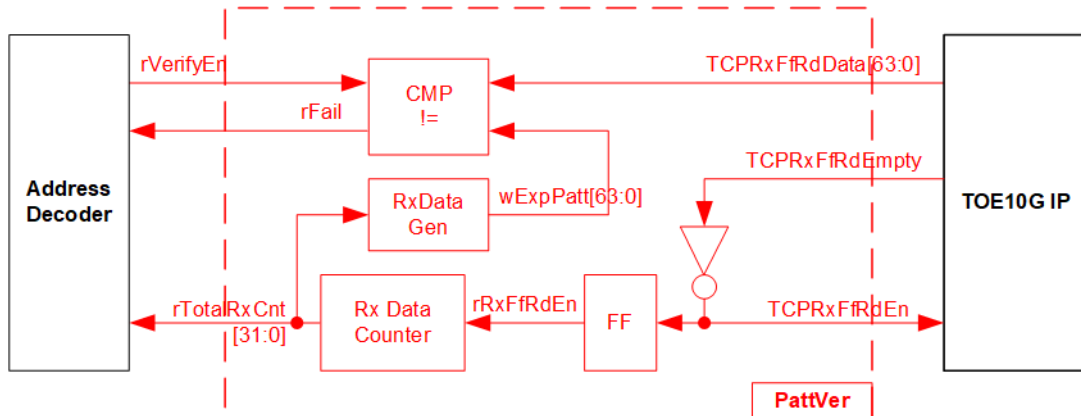 rVerifyEn
TCPRxFfRdData[63:0]
CMP
!=
rFail
TCPRxFfRdEmpty
Address
Decoder
RxData
Gen
wExpPatt[63:0]
TOE10G IP
rTotalRxCnt
[31:0]
Rx Data
Counter
rRxFfRdEn
FF
TCPRxFfRdEn
PattVer